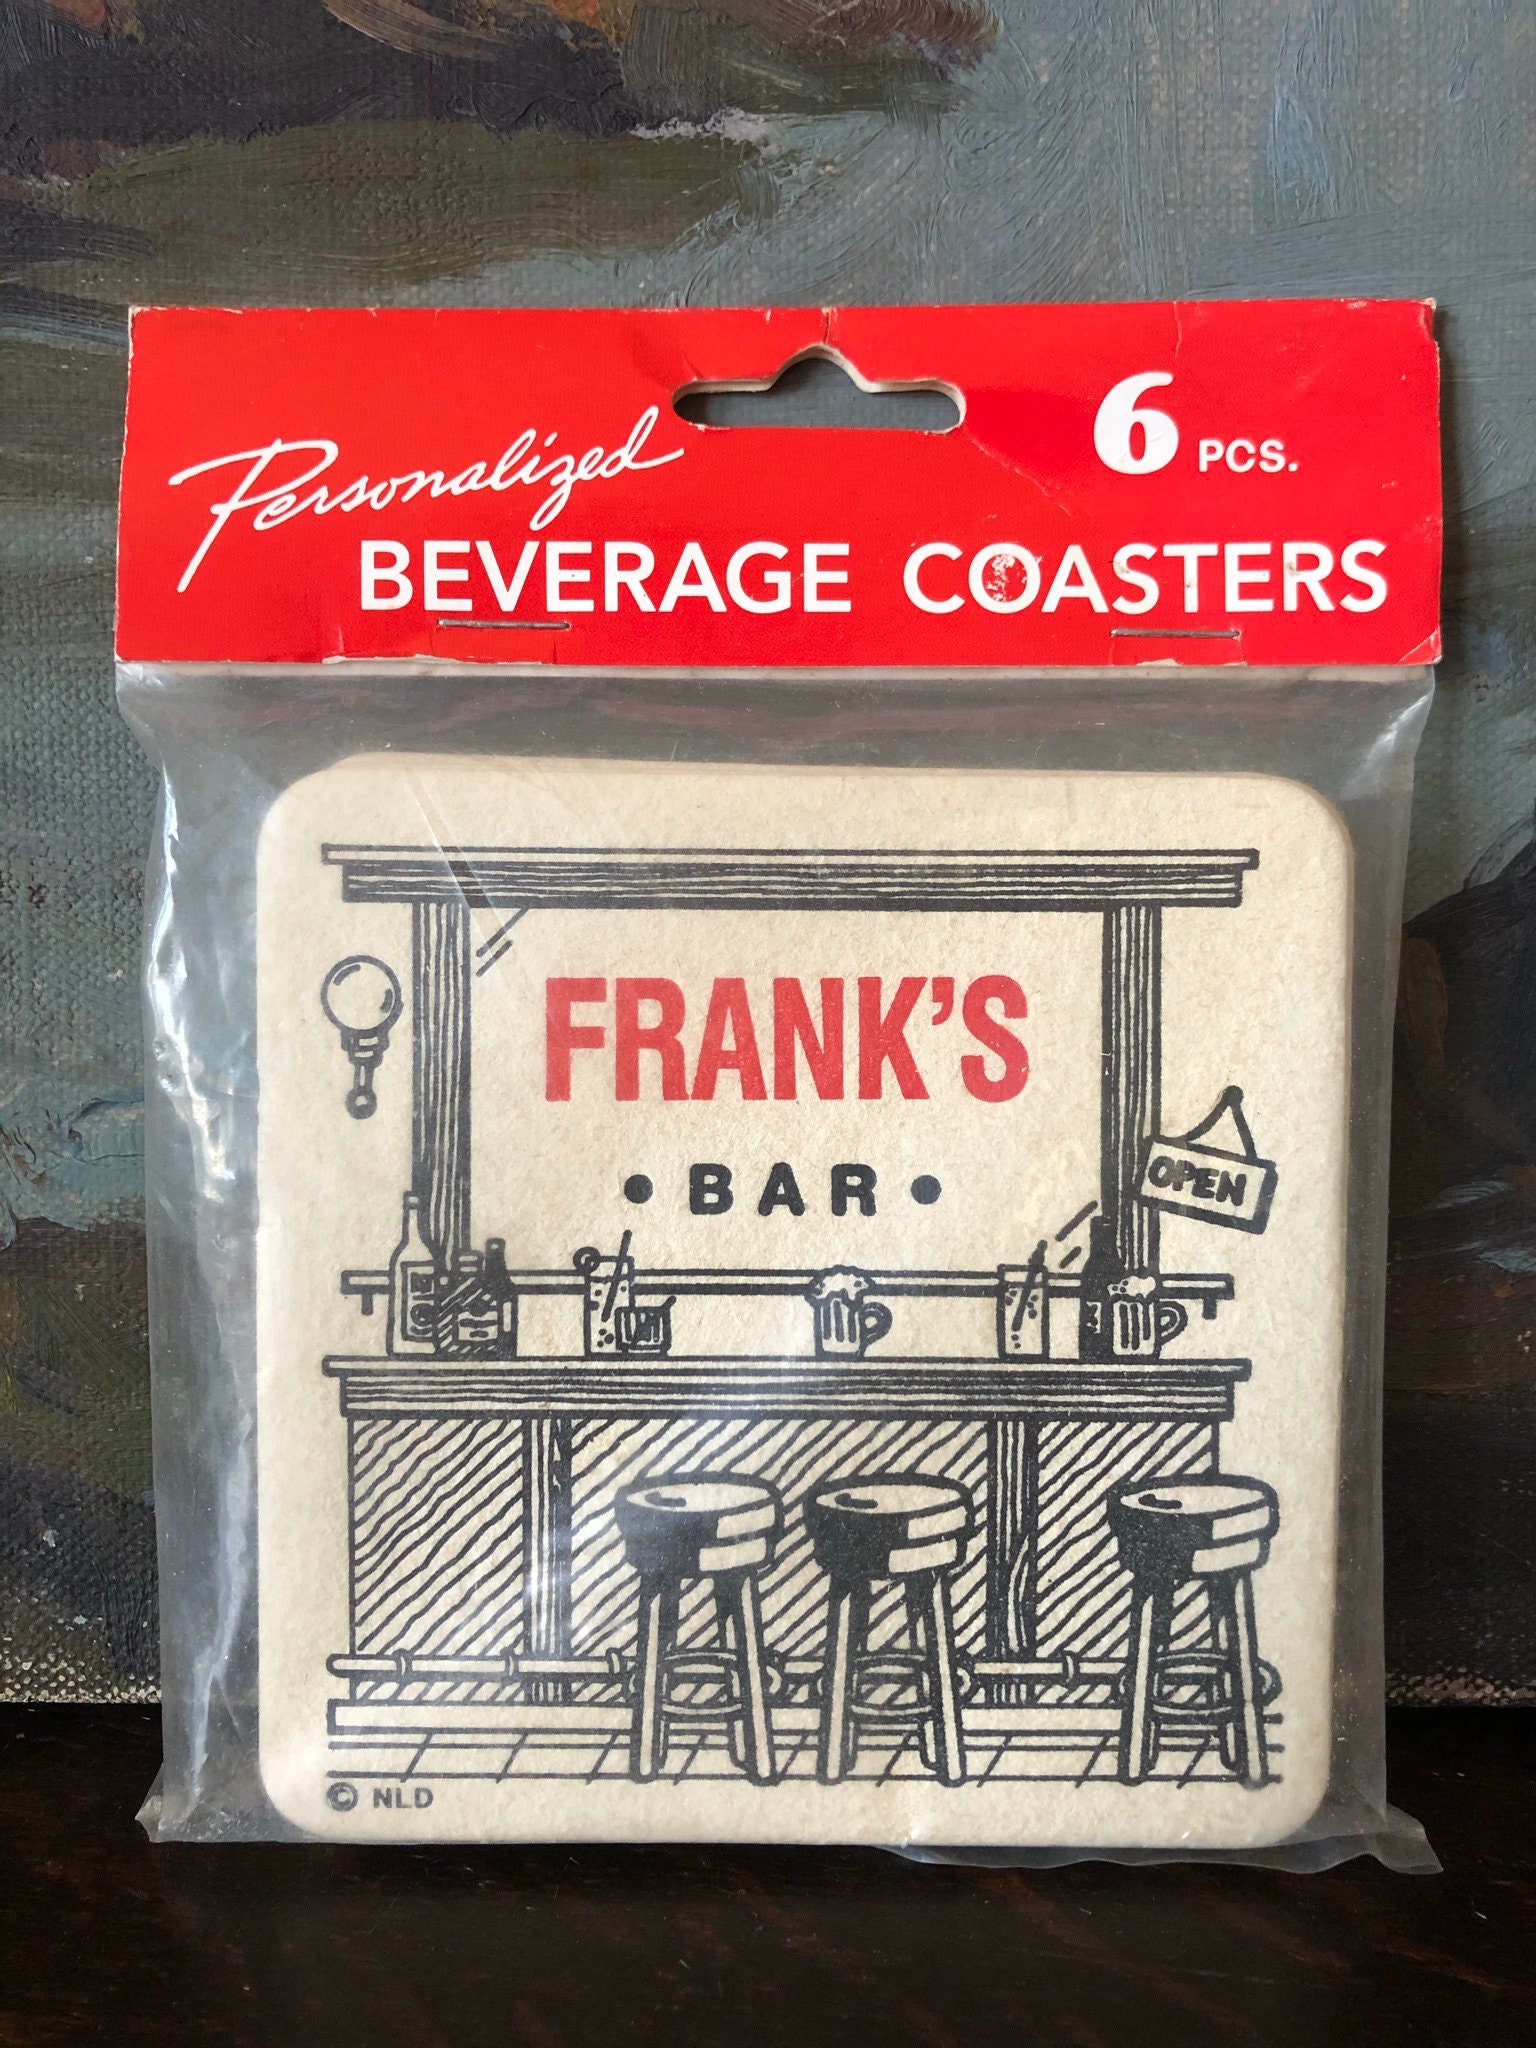 Personalized
6 PCS.
BEVERAGE COASTERS
FRANK'S
• BAR •
OPEN
© NLD